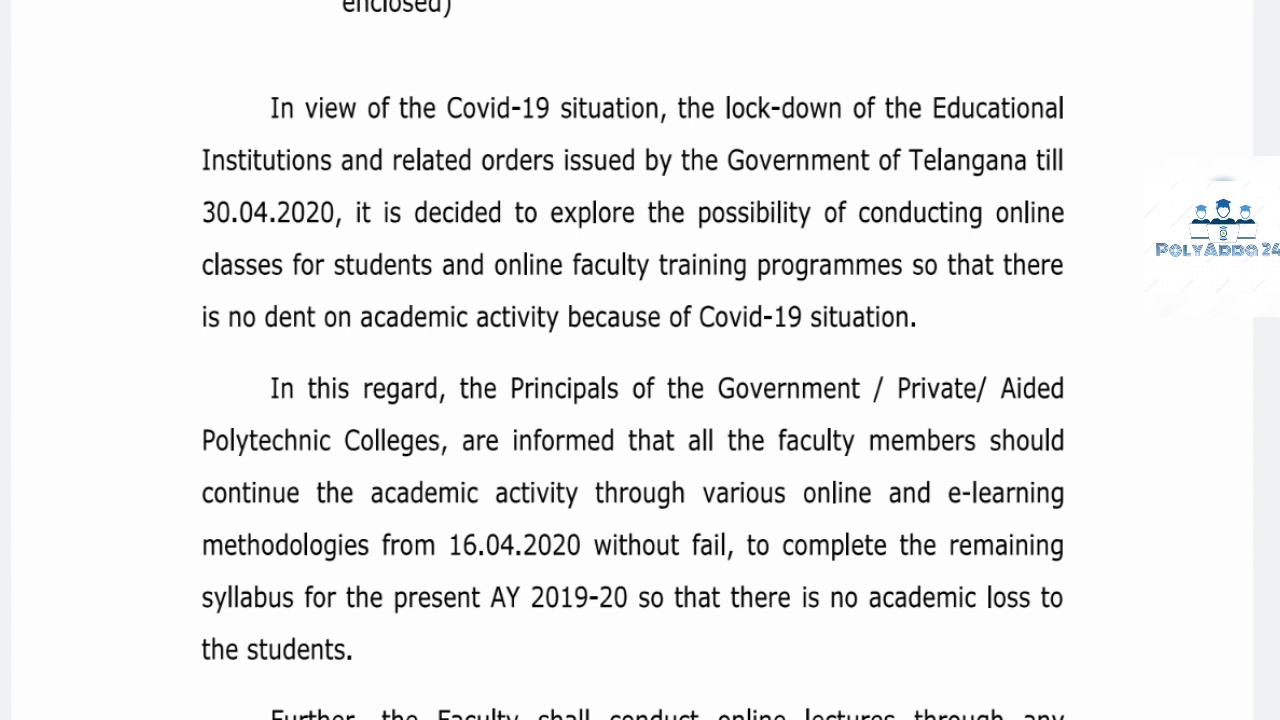 enclosed)
In view of the Covid-19 situation, the lock-down of the Educational
Institutions and related orders issued by the Government of Telangana till
30.04.2020, it is decided to explore the possibility of conducting online
classes for students and online faculty training programmes so that there
is no dent on academic activity because of Covid-19 situation.
In this regard, the Principals of the Government / Private/ Aided
Polytechnic Colleges, are informed that all the faculty members should
continue the academic activity through various online and e-learning
methodologies from 16.04.2020 without fail, to complete the remaining
syllabus for the present AY 2019-20 so that there is no academic loss to
the students.
Further, the Faculty shall conduct online lectures through any